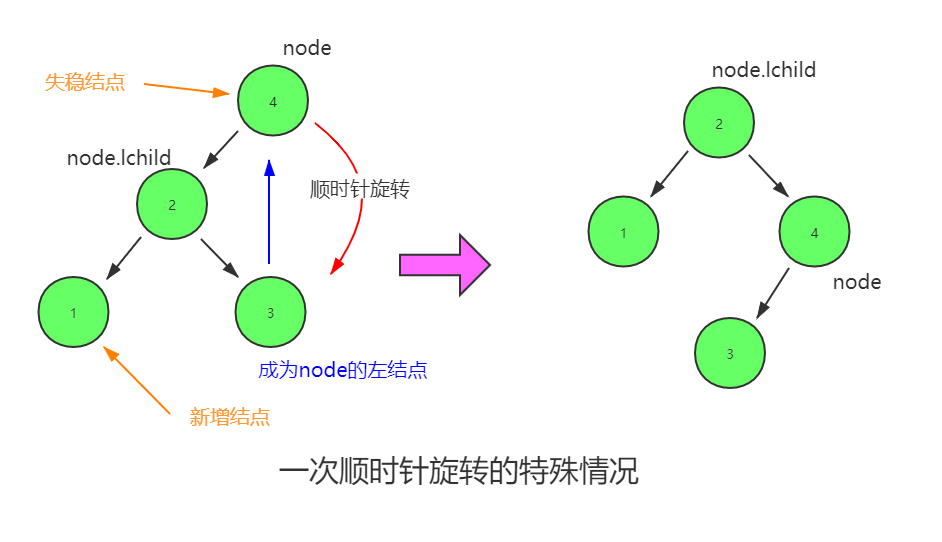 node
失稳结点
4
node.lchild
2
顺时针旋转
1
3
成为node的左结点
新增结点
node.lchild
2
1
4
node
3
一次顺时针旋转的特殊情况